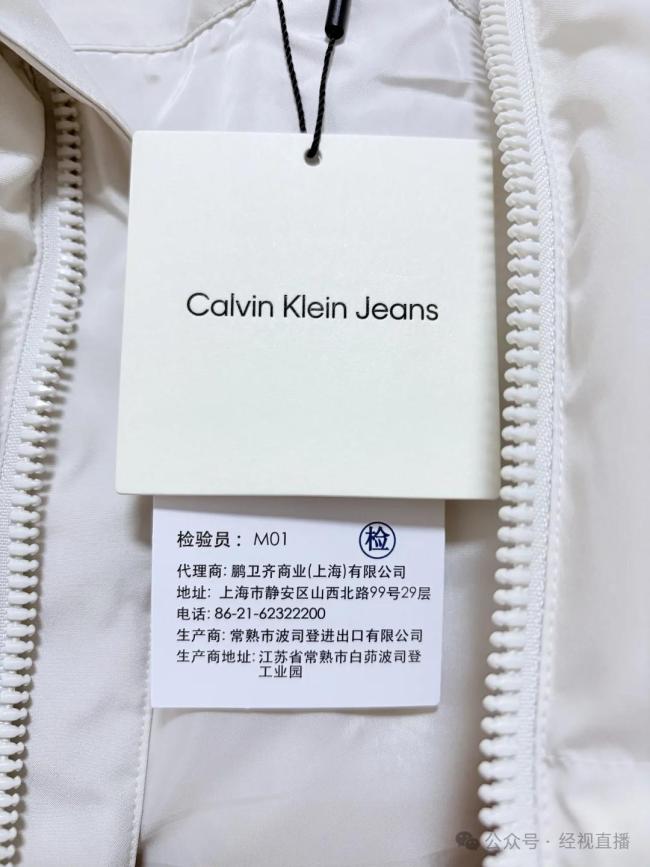 Calvin Klein Jeans
检验员： M01
检
代理商: 鹏卫齐商业(上海)有限公司
地址: 上海市静安区山西北路99号29层
电话: 86-21-62322200
生产商: 常熟市波司登进出口有限公司
生产商地址: 江苏省常熟市白茆波司登
工业园
公众号 · 经视直播